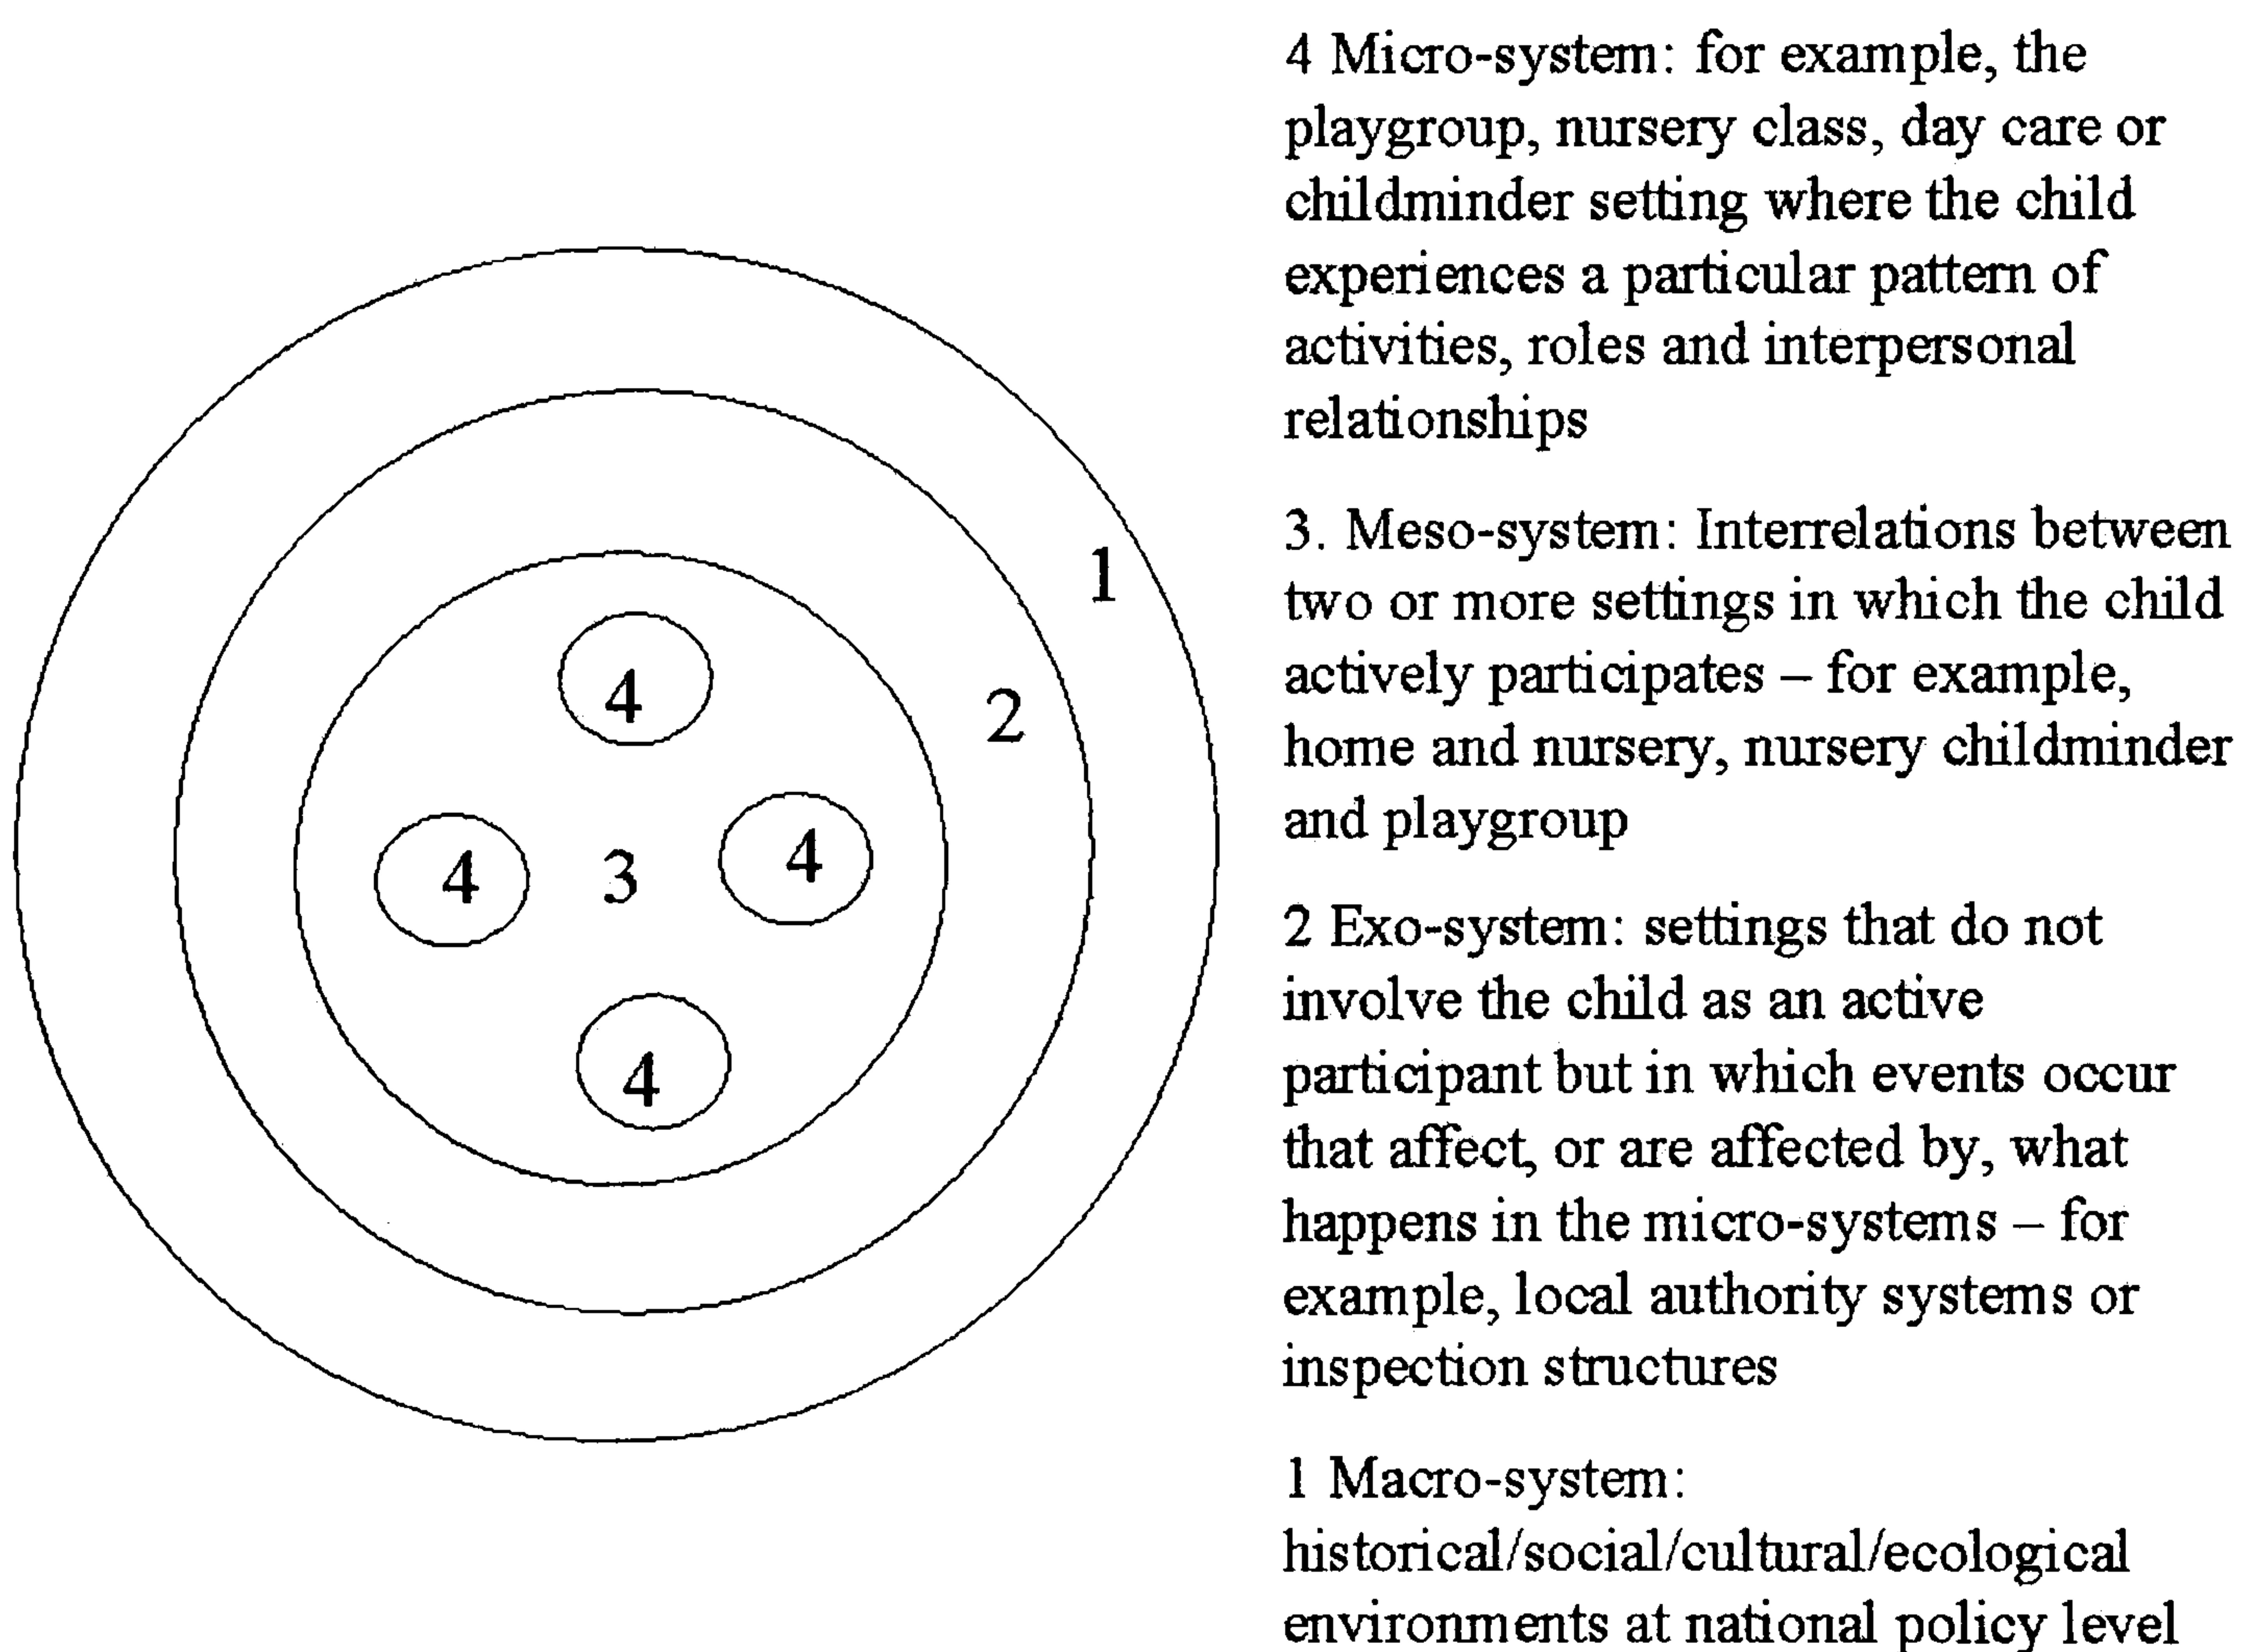 4 Micro-system: for example, the
playgroup, nursery class, day care or
childminder setting where the child
experiences a particular pattern of
activities, roles and interpersonal
relationships
3. Meso-system: Interrelations between
two or more settings in which the child
actively participates – for example,
home and nursery, nursery childminder
and playgroup
2 Exo-system: settings that do not
involve the child as an active
participant but in which events occur
that affect, or are affected by, what
happens in the micro-systems – for
example, local authority systems or
inspection structures
1 Macro-system:
historical/social/cultural/ecological
environments at national policy level
1
2
4
4
3
4
4